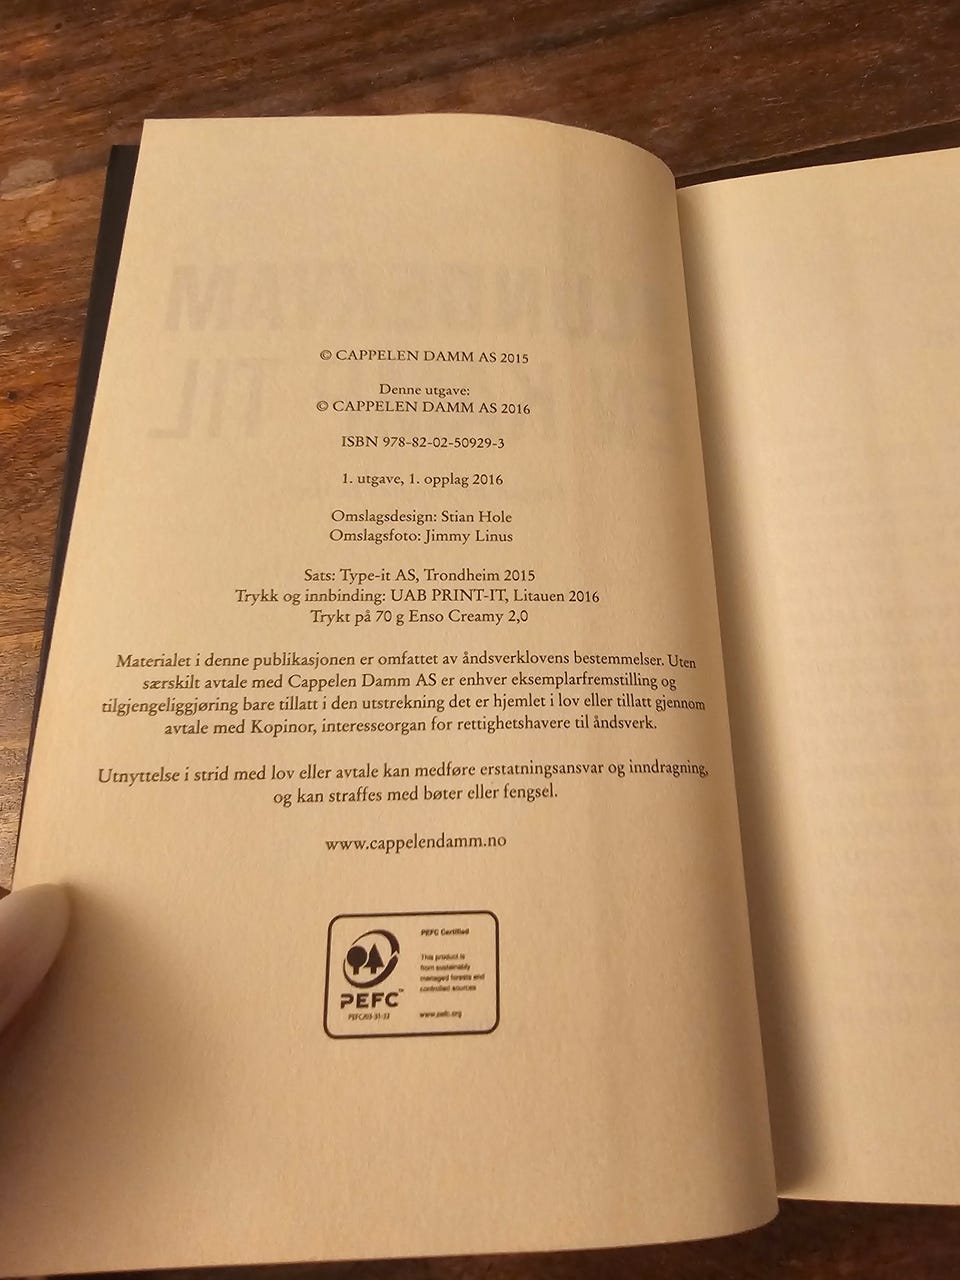 © CAPPELEN DAMM AS 2015
Denne utgave:
© CAPPELEN DAMM AS 2016
ISBN 978-82-02-50929-3
1. utgave, 1. opplag 2016
Omslagsdesign: Stian Hole
Omslagsfoto: Jimmy Linus
Sats: Type-it AS, Trondheim 2015
Trykk og innbinding: UAB PRINT-IT, Litauen 2016
Trykt på 70 g Enso Creamy 2,0
Materialet i denne publikasjonen er omfattet av åndsverklovens bestemmelser. Uten
særskilt avtale med Cappelen Damm AS er enhver eksemplarfremstilling og
tilgjengeliggjøring bare tillatt i den utstrekning det er hjemlet i lov eller tillatt gjennom
avtale med Kopinor, interesseorgan for rettighetshavere til åndsverk.
Utnyttelse i strid med lov eller avtale kan medføre erstatningsansvar og inndragning,
og kan straffes med bøter eller fengsel.
www.cappelendamm.no
PEFC™
PEFC Certified
This product is
from sustainably
managed forests and
controlled sources
www.pefc.org